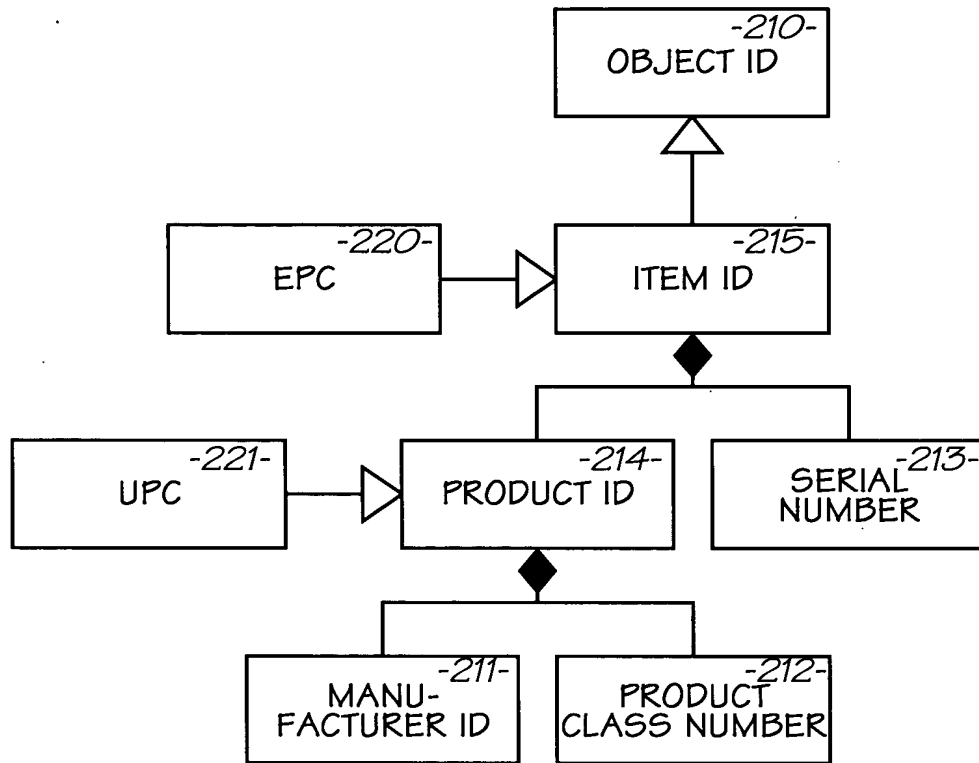 -210-
OBJECT ID
-220-
EPC
-215-
ITEM ID
-221-
UPC
-214-
PRODUCT ID
-213-
SERIAL
NUMBER
-211-
MANU-
FACTURER ID
-212-
PRODUCT
CLASS NUMBER